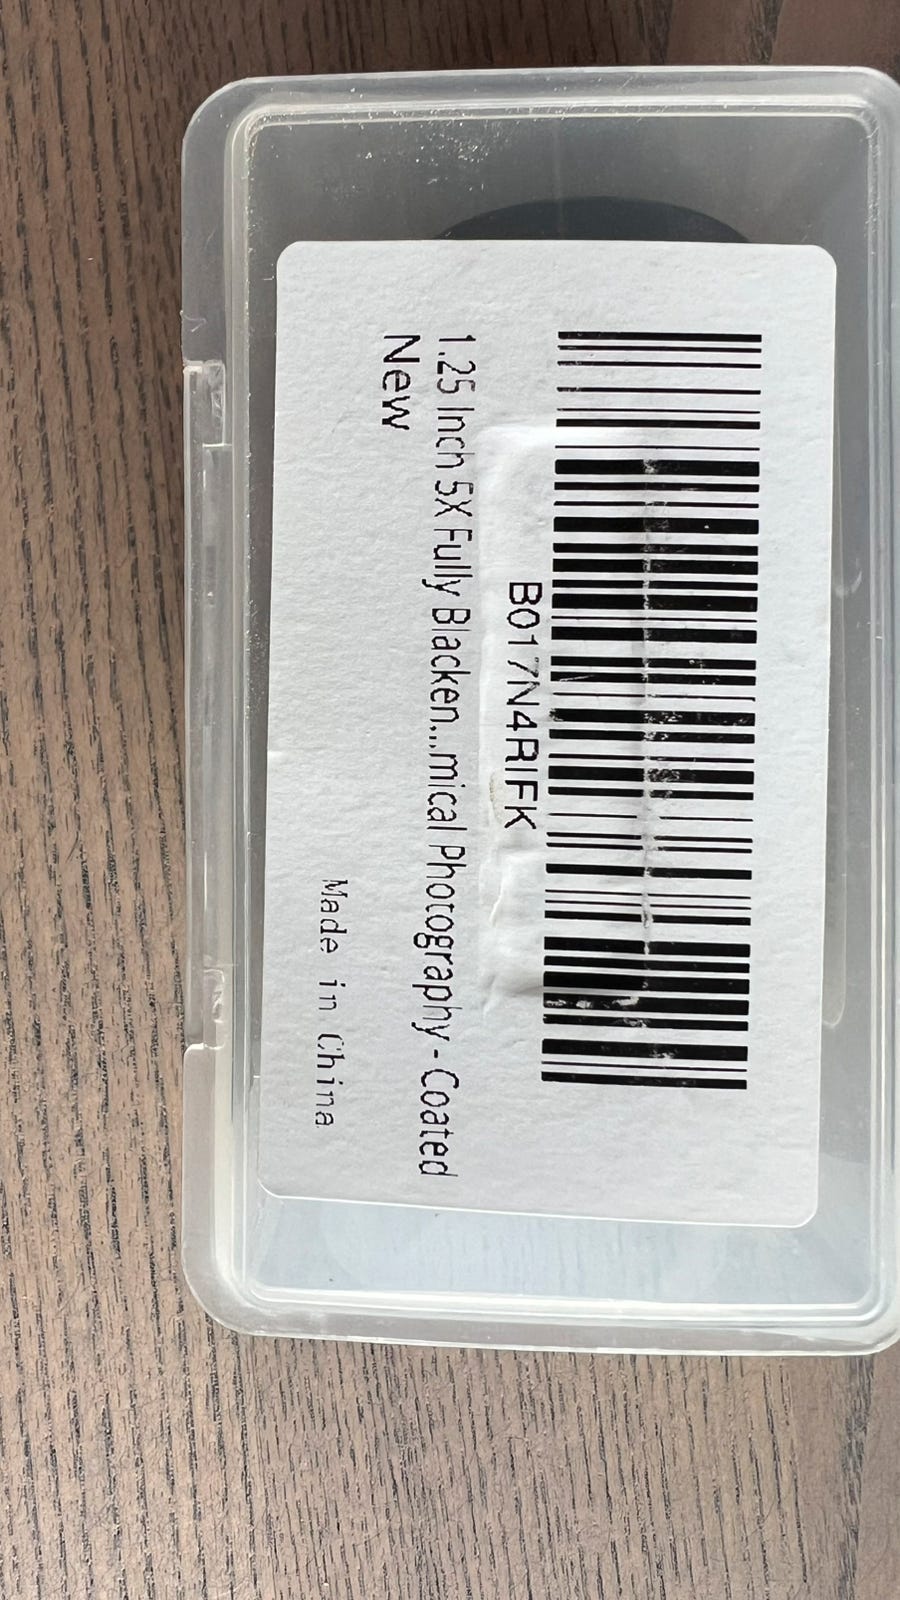 B017N4RIFK
1.25 Inch 5X Fully Blacken...mical Photography - Coated
New
Made in China